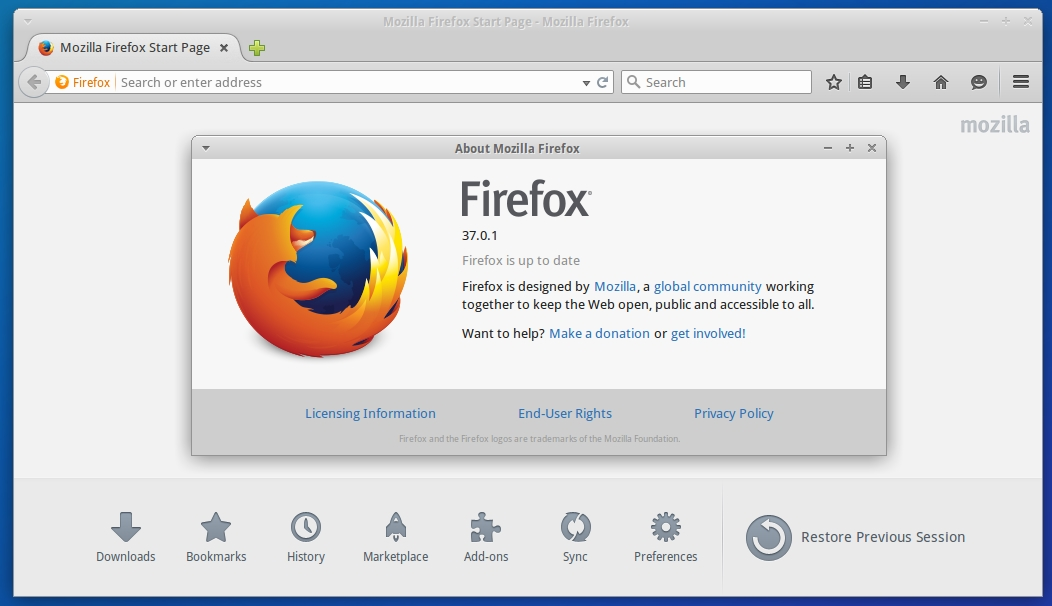 Mozilla Firefox Start Page - Mozilla Firefox
Mozilla Firefox Start Page
Firefox Search or enter address
Search
mozilla
About Mozilla Firefox
Firefox®
37.0.1
Firefox is up to date
Firefox is designed by Mozilla, a global community working
together to keep the Web open, public and accessible to all.
Want to help? Make a donation or get involved!
Licensing Information End-User Rights Privacy Policy
Firefox and the Firefox logos are trademarks of the Mozilla Foundation.
Downloads Bookmarks History Marketplace Add-ons Sync Preferences Restore Previous Session